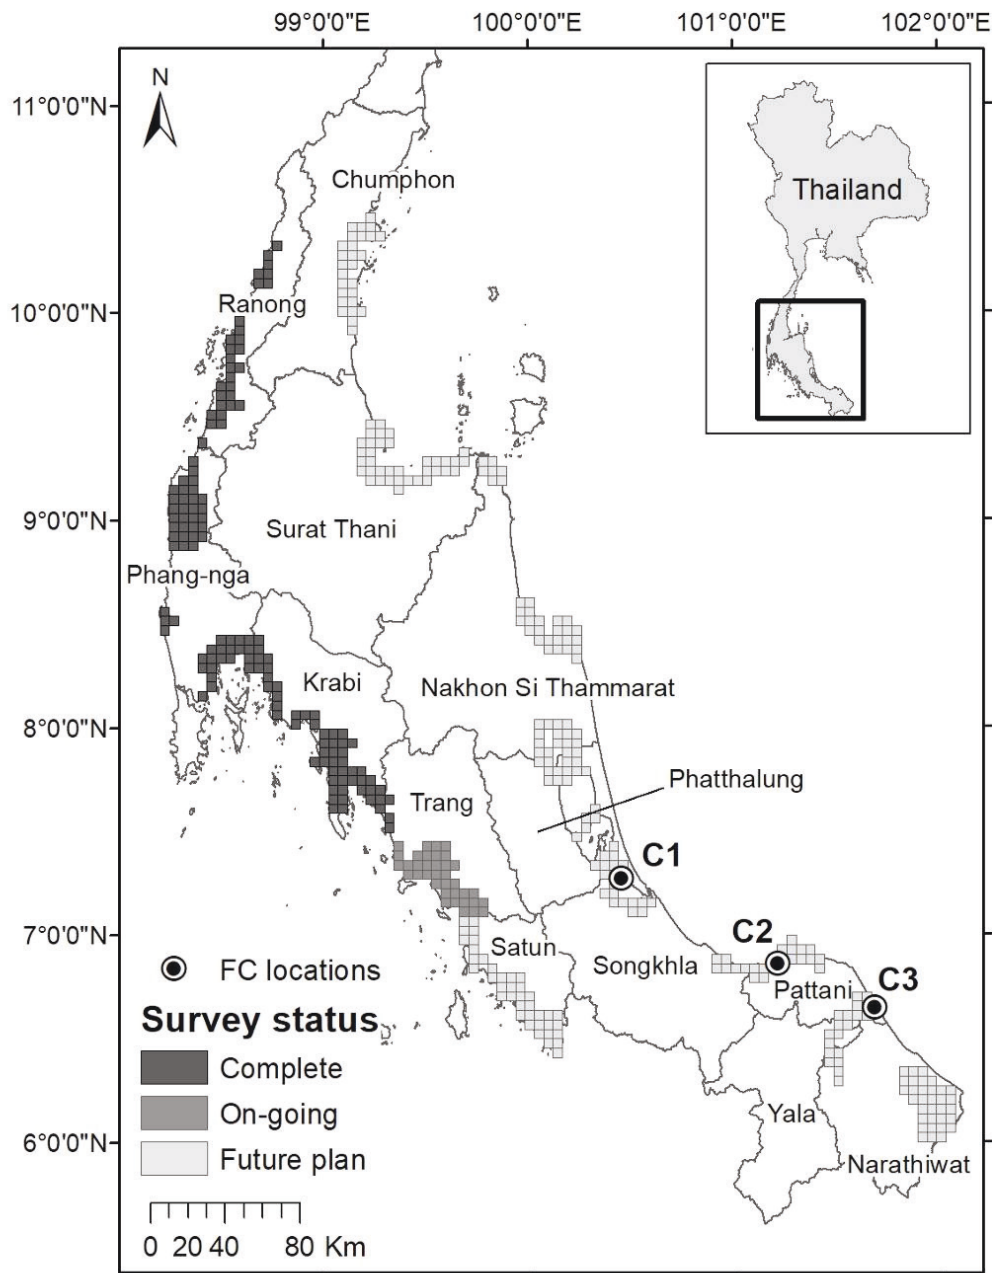 99°0'0"E 100°0'0"E 101°0'0"E 102°0'0"E
11°0'0"N
10°0'0"N
9°0'0"N
8°0'0"N
7°0'0"N
6°0'0"N
N
Thailand
Chumphon
Ranong
Surat Thani
Phang-nga
Krabi
Nakhon Si Thammarat
Phatthalung
Trang
C1
C2
Satun
Songkhla
Pattani
C3
Yala
Narathiwat
FC locations
Survey status
Complete
On-going
Future plan
0 20 40 80 Km